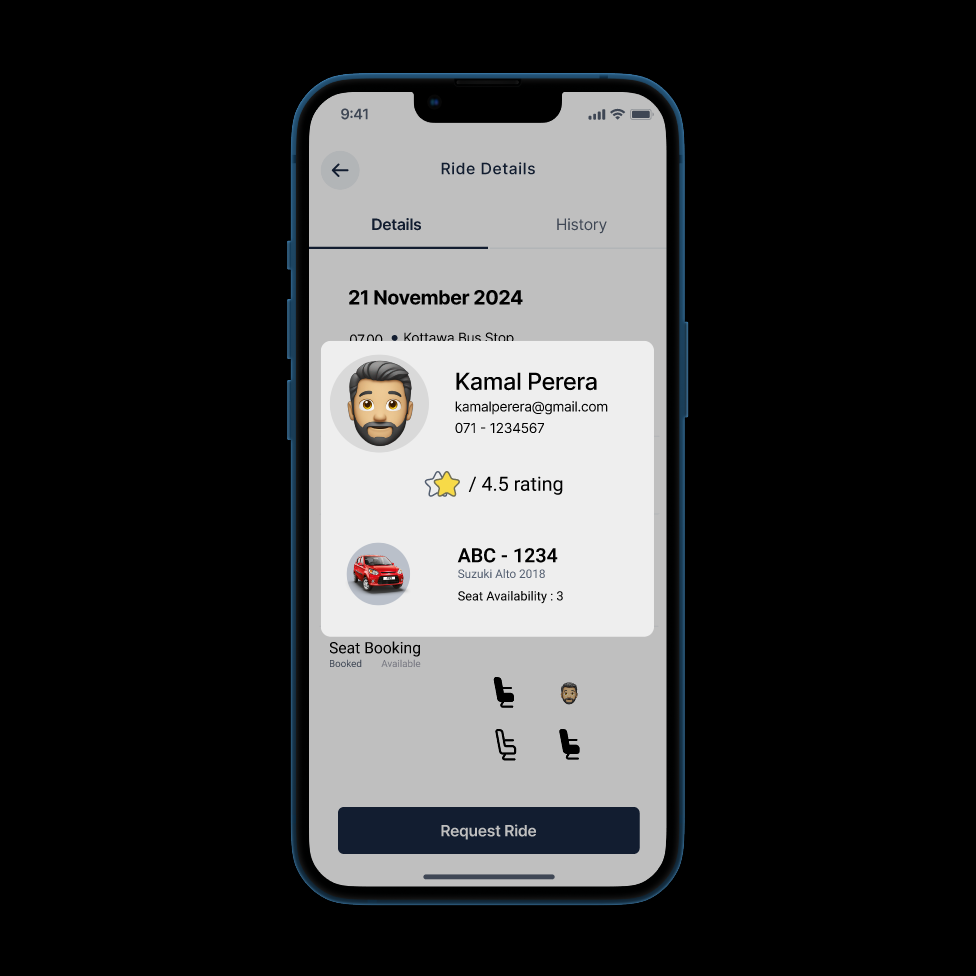 9:41
Ride Details
Details History
21 November 2024
07.00 • Kottawa Bus Stop
Kamal Perera
kamalperera@gmail.com
071 - 1234567
/ 4.5 rating
ABC - 1234
Suzuki Alto 2018
Seat Availability : 3
Seat Booking
Booked Available
Request Ride